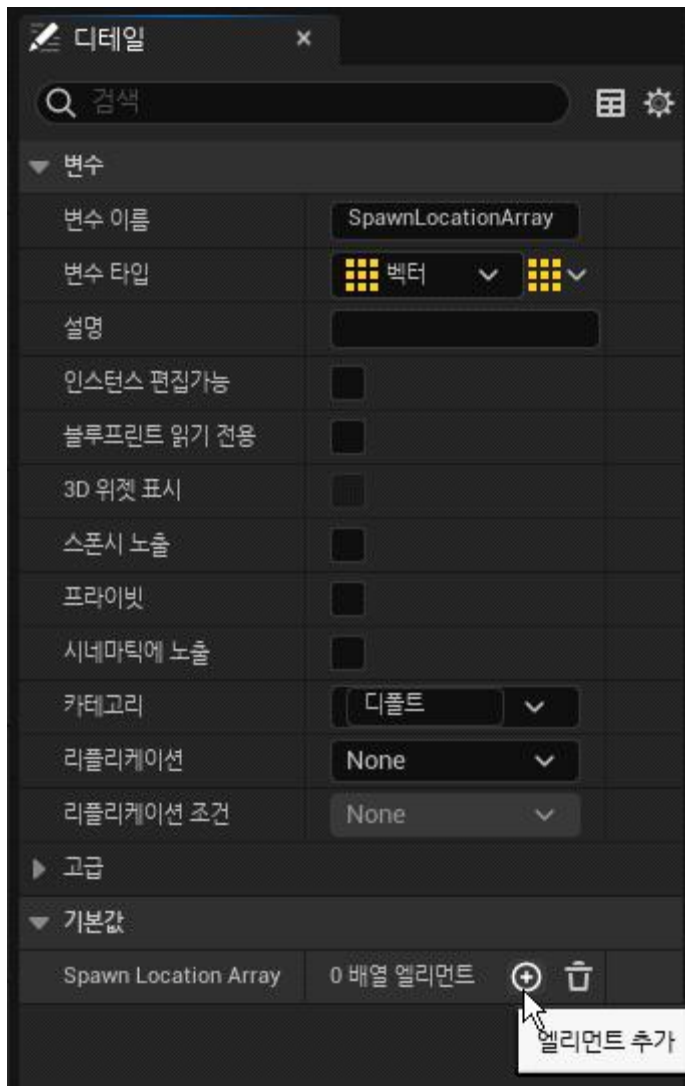 디테일
검색
변수
변수 이름 SpawnLocationArray
변수 타입 벡터
설명
인스턴스 편집가능
블루프린트 읽기 전용
3D 위젯 표시
스폰시 노출
프라이빗
시네마틱에 노출
카테고리 디폴트
리플리케이션 None
리플리케이션 조건 None
고급
기본값
Spawn Location Array 0 배열 엘리먼트
엘리먼트 추가